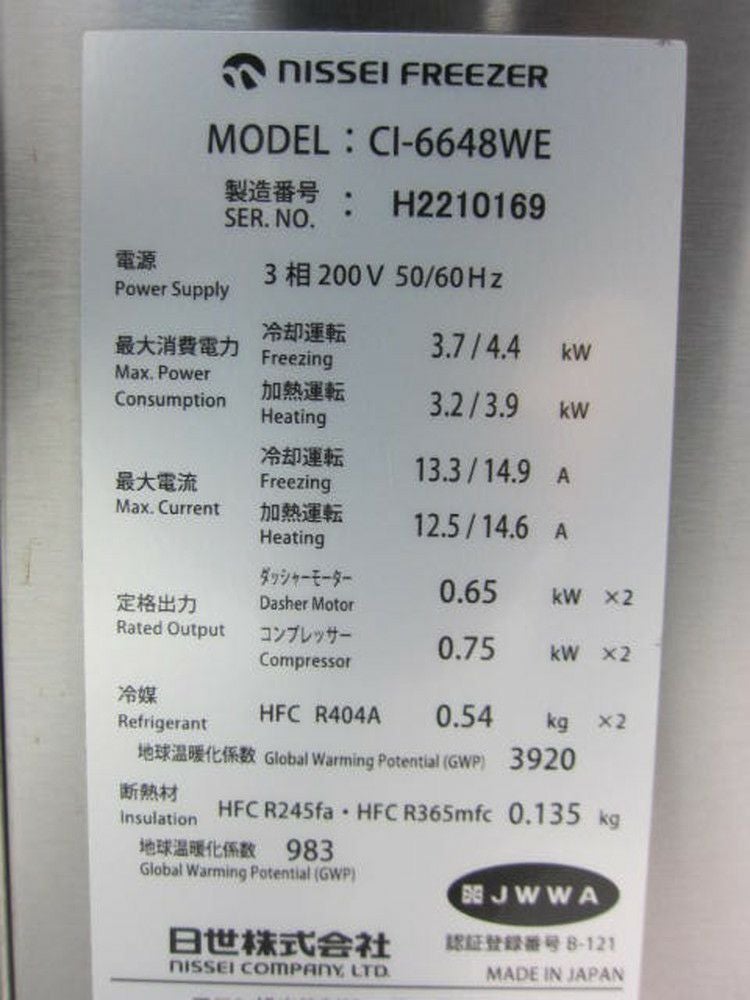 NISSEI FREEZER
MODEL : CI-6648WE
製造番号
SER. NO. : H2210169
電源
Power Supply 3 相 200V 50/60Hz
最大消費電力 冷却運転
Max. Power Freezing 3.7 / 4.4 kW
Consumption 加熱運転
Heating 3.2 / 3.9 kW
最大電流 冷却運転
Max. Current Freezing 13.3 / 14.9 A
加熱運転
Heating 12.5 / 14.6 A
定格出力 ダッシャーモーター
Rated Output Dasher Motor 0.65 kW ×2
コンプレッサー
Compressor 0.75 kW ×2
冷媒
Refrigerant HFC R404A 0.54 kg ×2
地球温暖化係数 Global Warming Potential (GWP) 3920
断熱材
Insulation HFC R245fa・HFC R365mfc 0.135 kg
地球温暖化係数 983
Global Warming Potential (GWP)
JWWA
日世株式会社 認証登録番号 B-121
NISSEI COMPANY, LTD. MADE IN JAPAN